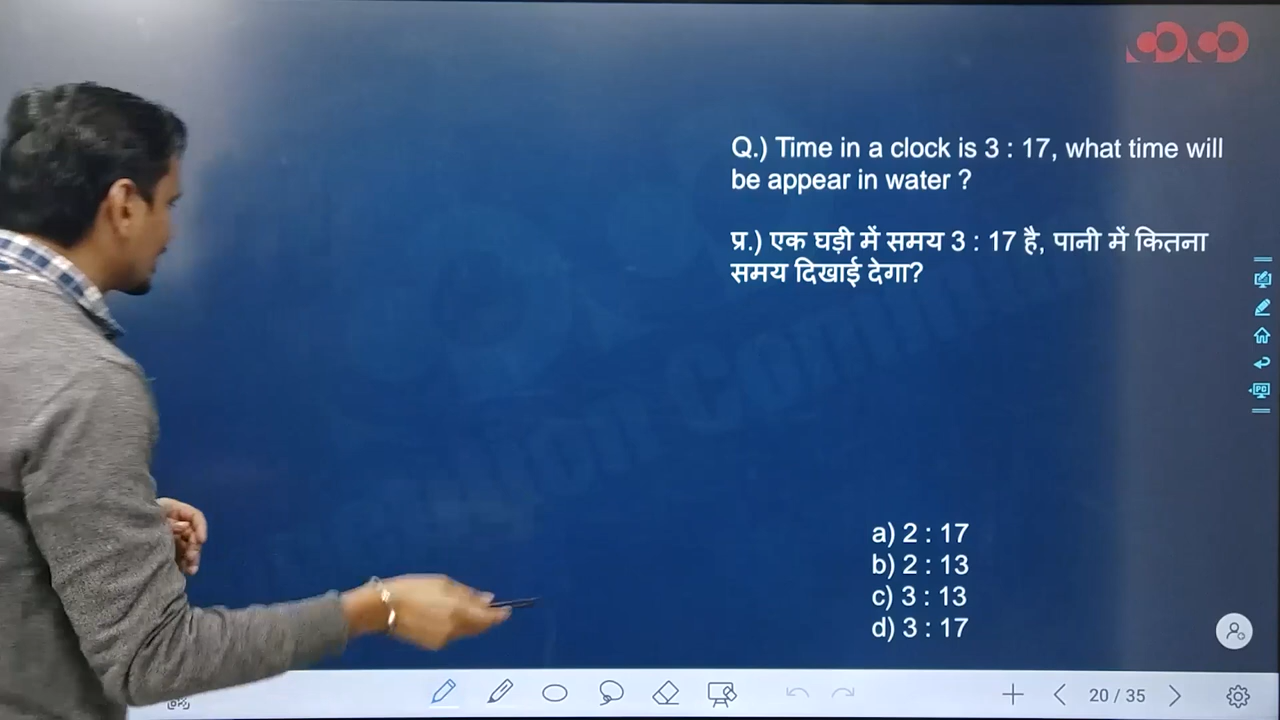 Q.) Time in a clock is 3 : 17, what time will
be appear in water ?
प्र.) एक घड़ी में समय 3 : 17 है, पानी में कितना
समय दिखाई देगा?
a) 2 : 17
b) 2 : 13
c) 3 : 13
d) 3 : 17
20 / 35